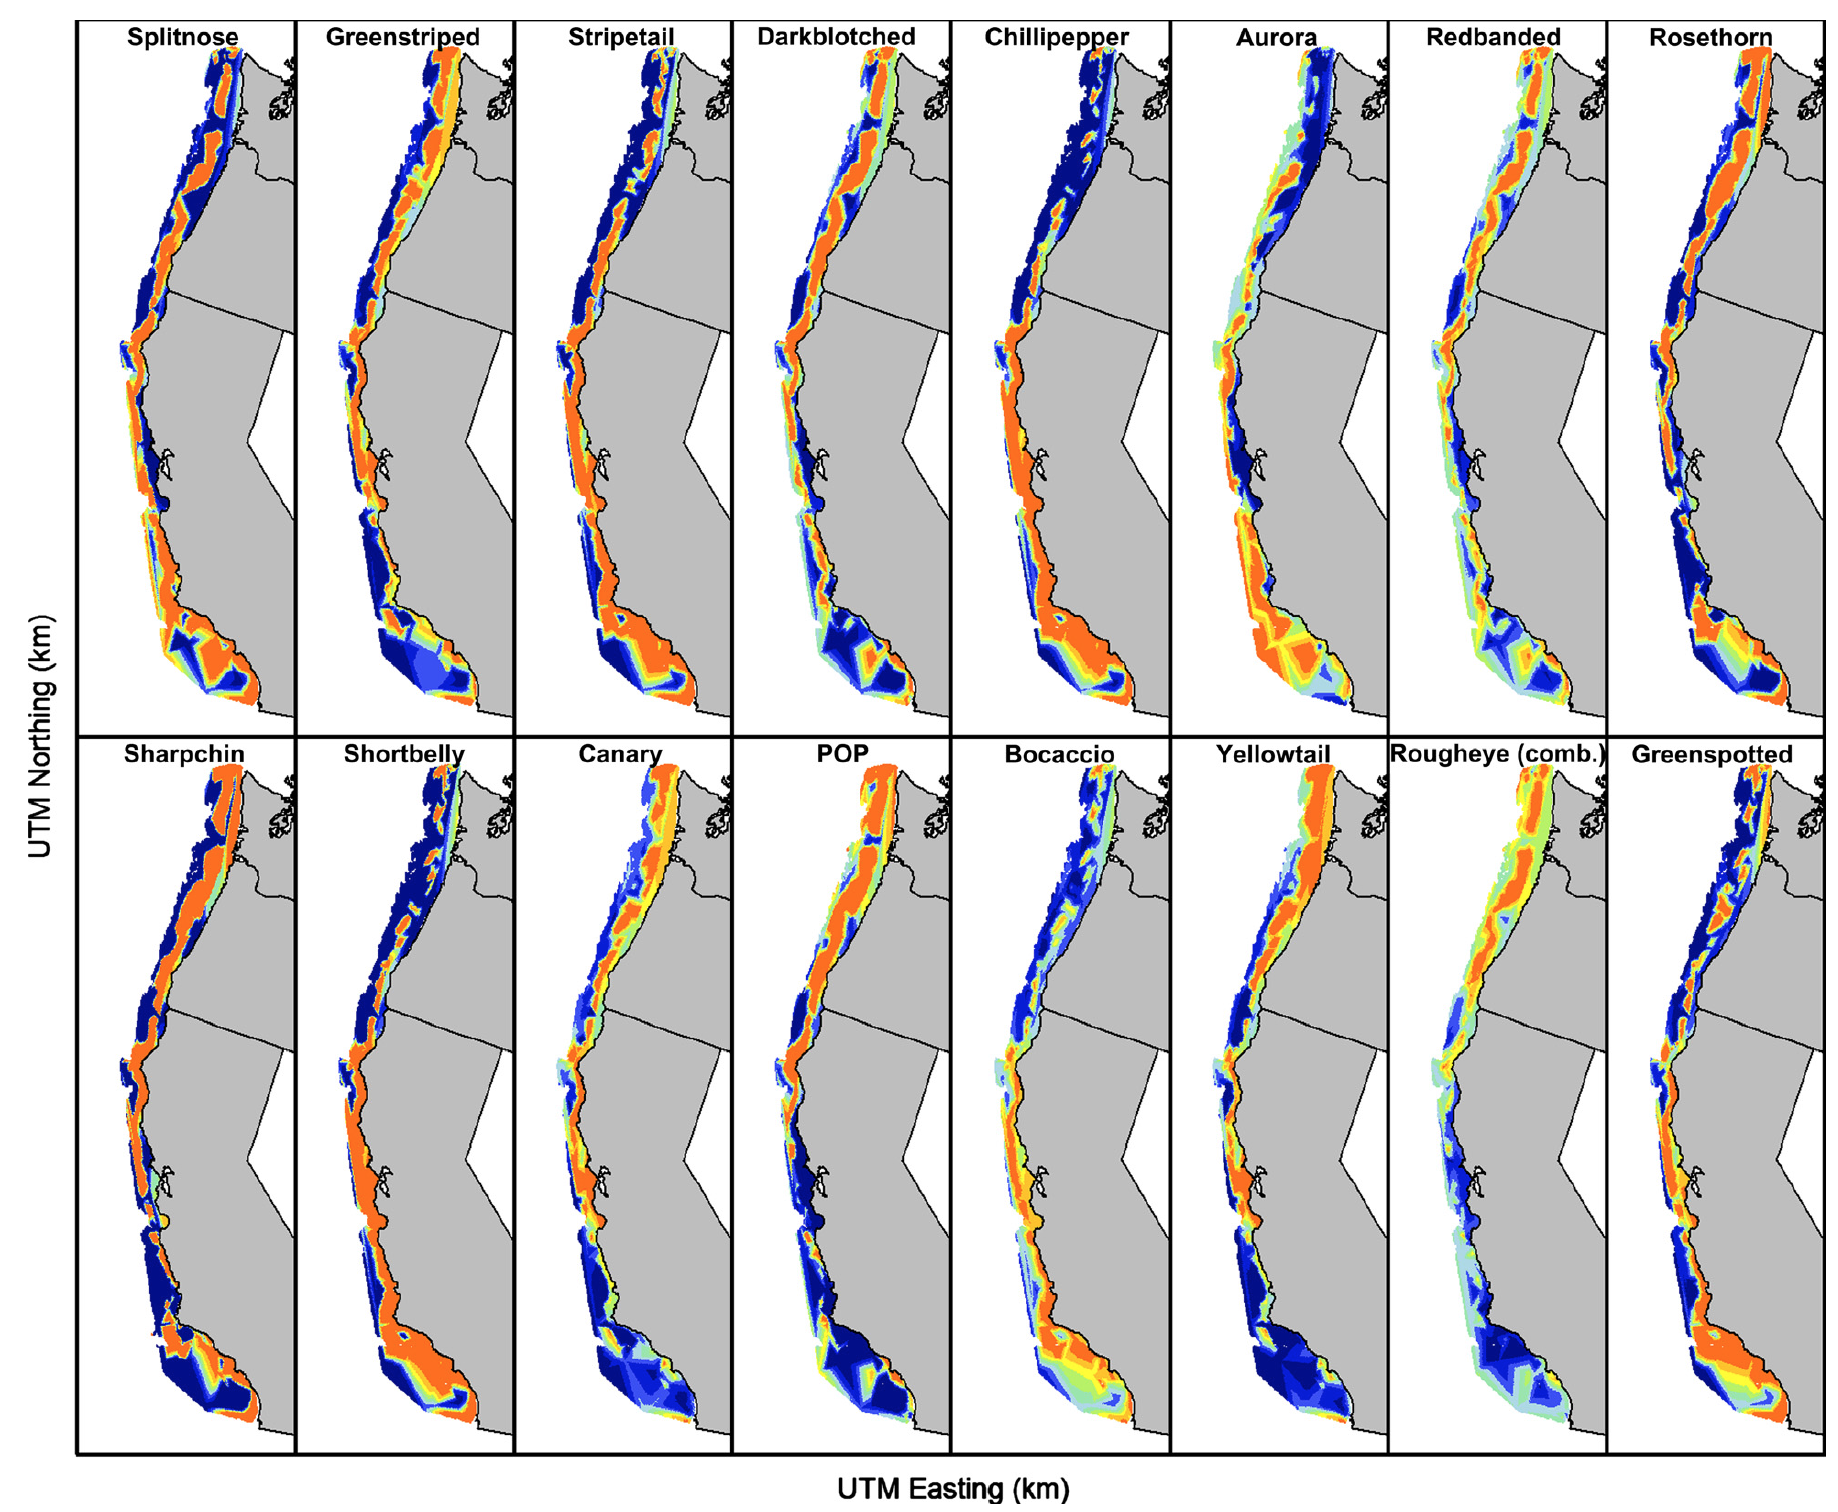 Splitnose Greenstriped Stripetail Darkblotched Chillipepper Aurora Redbanded Rosethorn
Sharpchin Shortbelly Canary POP Bocaccio Yellowtail Rougheye (comb.) Greenspotted
UTM Northing (km)
UTM Easting (km)